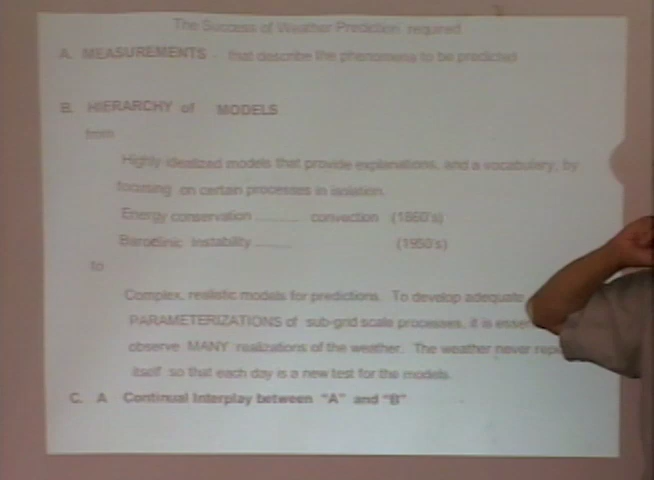 The Success of Weather Prediction required
A. MEASUREMENTS - that describe the phenomena to be predicted
B. HIERARCHY of MODELS
from
Highly idealized models that provide explanations, and a vocabulary, by
focusing on certain processes in isolation.
Energy conservation .......... convection (1860's)
Baroclinic Instability ......... (1950's)
to
Complex, realistic models for predictions. To develop adequate
PARAMETERIZATIONS of sub-grid scale processes, it is
observe MANY realizations of the weather. The weather never
itself so that each day is a new test for the models.
C. A Continual Interplay between "A" and "B"